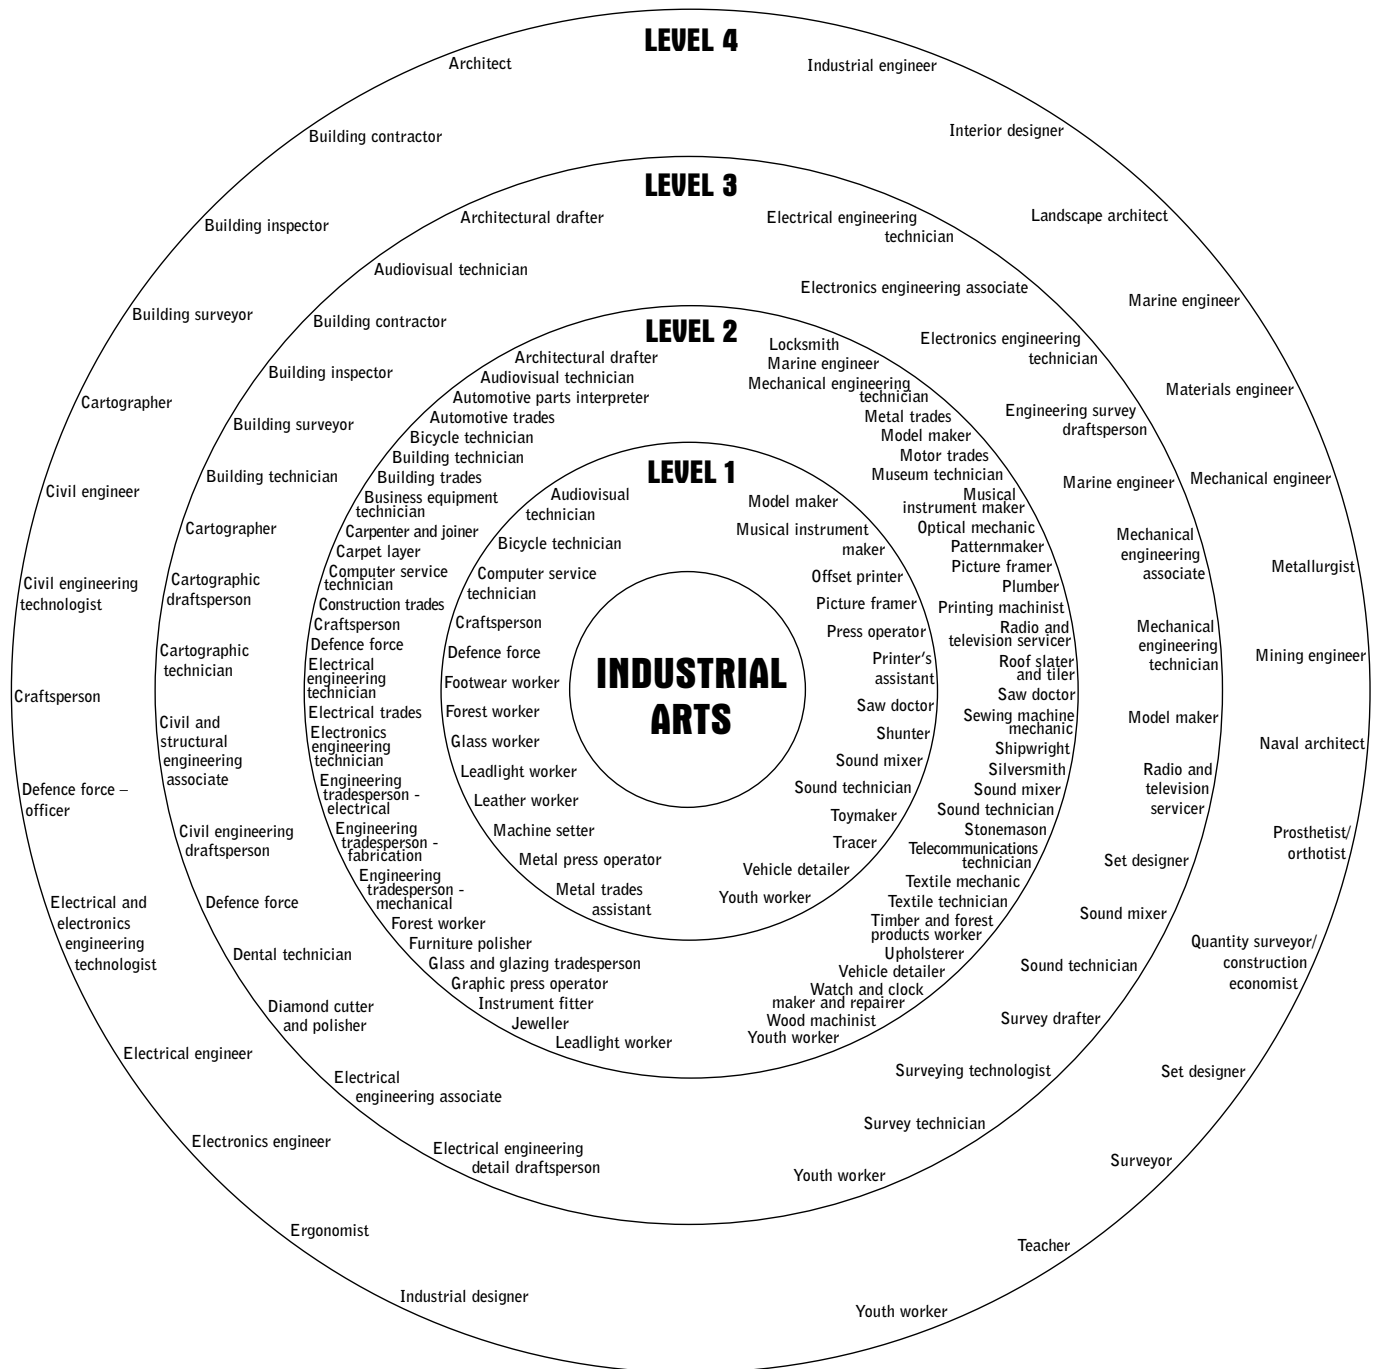 LEVEL 4
Architect
Building contractor
Building inspector
Building surveyor
Cartographer
Civil engineer
Civil engineering
technologist
Craftsperson
Defence force –
officer
Electrical and
electronics
engineering
technologist
Electrical engineer
Electronics engineer
Ergonomist
Industrial designer
Industrial engineer
Interior designer
Landscape architect
Marine engineer
Materials engineer
Mechanical engineer
Metallurgist
Mining engineer
Naval architect
Prosthetist/
orthotist
Quantity surveyor/
construction
economist
Set designer
Surveyor
Teacher
Youth worker
LEVEL 3
Architectural drafter
Audiovisual technician
Building contractor
Building inspector
Building surveyor
Building technician
Cartographer
Cartographic
draftsperson
Cartographic
technician
Civil and
structural
engineering
associate
Civil engineering
draftsperson
Defence force
Dental technician
Diamond cutter
and polisher
Electrical
engineering associate
Electrical engineering
detail draftsperson
Electrical engineering
technician
Electronics engineering associate
Electronics engineering
technician
Engineering survey
draftsperson
Marine engineer
Mechanical
engineering
associate
Mechanical
engineering
technician
Model maker
Radio and
television
servicer
Set designer
Sound mixer
Sound technician
Survey drafter
Surveying technologist
Survey technician
Youth worker
LEVEL 2
Architectural drafter
Audiovisual technician
Automotive parts interpreter
Automotive trades
Bicycle technician
Building technician
Building trades
Business equipment
technician
Carpenter and joiner
Carpet layer
Computer service
technician
Construction trades
Craftsperson
Defence force
Electrical
engineering
technician
Electrical trades
Electronics
engineering
technician
Engineering
tradesperson -
electrical
Engineering
tradesperson -
fabrication
Engineering
tradesperson -
mechanical
Forest worker
Furniture polisher
Glass and glazing tradesperson
Graphic press operator
Instrument fitter
Jeweller
Leadlight worker
Locksmith
Marine engineer
Mechanical engineering
technician
Metal trades
Model maker
Motor trades
Museum technician
Musical
instrument maker
Optical mechanic
Patternmaker
Picture framer
Plumber
Printing machinist
Radio and
television servicer
Roof slater
and tiler
Saw doctor
Sewing machine
mechanic
Shipwright
Silversmith
Sound mixer
Sound technician
Stonemason
Telecommunications
technician
Textile mechanic
Textile technician
Timber and forest
products worker
Upholsterer
Vehicle detailer
Watch and clock
maker and repairer
Wood machinist
Youth worker
LEVEL 1
Audiovisual
technician
Bicycle technician
Computer service
technician
Craftsperson
Defence force
Footwear worker
Forest worker
Glass worker
Leadlight worker
Leather worker
Machine setter
Metal press operator
Metal trades
assistant
Model maker
Musical instrument
maker
Offset printer
Picture framer
Press operator
Printer's
assistant
Saw doctor
Shunter
Sound mixer
Sound technician
Toymaker
Tracer
Vehicle detailer
Youth worker
INDUSTRIAL
ARTS